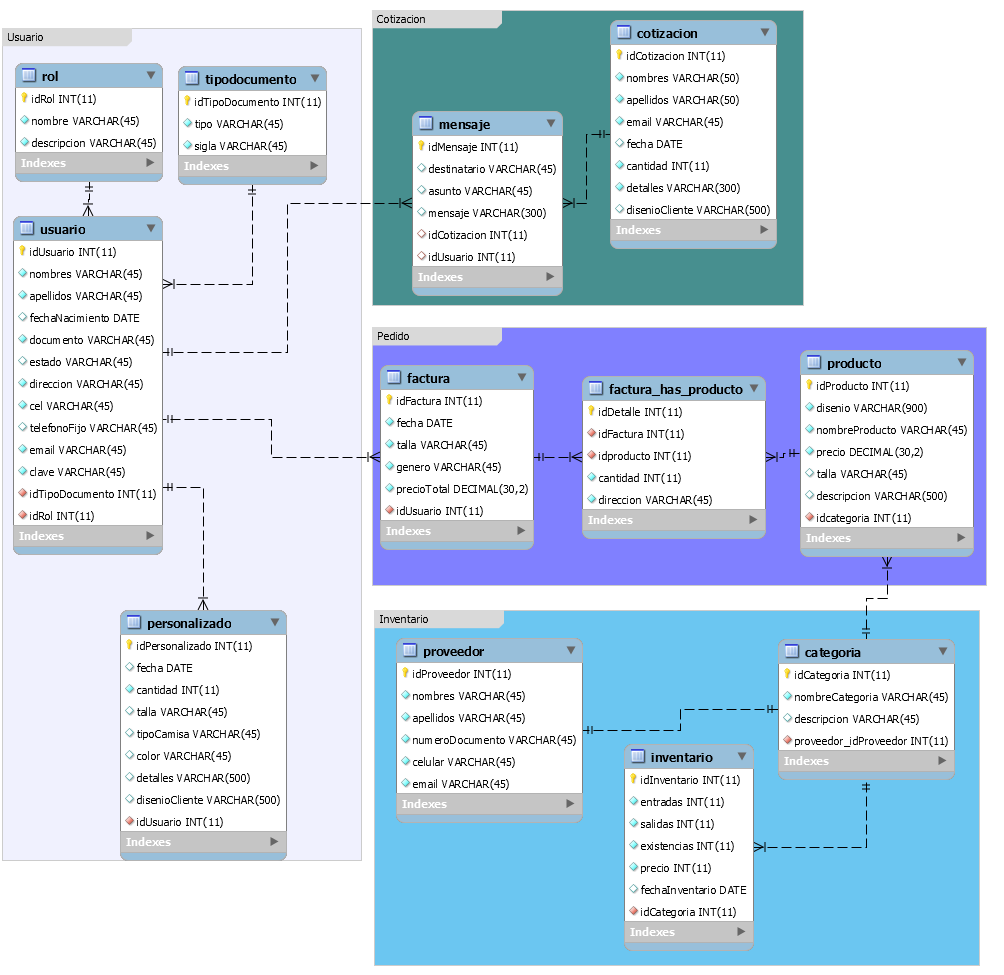 Usuario
rol
idRol INT(11)
nombre VARCHAR(45)
descripcion VARCHAR(45)
Indexes
tipodocumento
idTipoDocumento INT(11)
tipo VARCHAR(45)
sigla VARCHAR(45)
Indexes
usuario
idUsuario INT(11)
nombres VARCHAR(45)
apellidos VARCHAR(45)
fechaNacimiento DATE
documento VARCHAR(45)
estado VARCHAR(45)
direccion VARCHAR(45)
cel VARCHAR(45)
telefonoFijo VARCHAR(45)
email VARCHAR(45)
clave VARCHAR(45)
idTipoDocumento INT(11)
idRol INT(11)
Indexes
personalizado
idPersonalizado INT(11)
fecha DATE
cantidad INT(11)
talla VARCHAR(45)
tipoCamisa VARCHAR(45)
color VARCHAR(45)
detalles VARCHAR(500)
disenioCliente VARCHAR(500)
idUsuario INT(11)
Indexes
Cotizacion
mensaje
idMensaje INT(11)
destinatario VARCHAR(45)
asunto VARCHAR(45)
mensaje VARCHAR(300)
idCotizacion INT(11)
idUsuario INT(11)
Indexes
cotizacion
idCotizacion INT(11)
nombres VARCHAR(50)
apellidos VARCHAR(50)
email VARCHAR(45)
fecha DATE
cantidad INT(11)
detalles VARCHAR(300)
disenioCliente VARCHAR(500)
Indexes
Pedido
factura
idFactura INT(11)
fecha DATE
talla VARCHAR(45)
genero VARCHAR(45)
precioTotal DECIMAL(30,2)
idUsuario INT(11)
Indexes
factura_has_producto
idDetalle INT(11)
idFactura INT(11)
idproducto INT(11)
cantidad INT(11)
direccion VARCHAR(45)
Indexes
producto
idProducto INT(11)
disenio VARCHAR(900)
nombreProducto VARCHAR(45)
precio DECIMAL(30,2)
talla VARCHAR(45)
descripcion VARCHAR(500)
idcategoria INT(11)
Indexes
Inventario
proveedor
idProveedor INT(11)
nombres VARCHAR(45)
apellidos VARCHAR(45)
numeroDocumento VARCHAR(45)
celular VARCHAR(45)
email VARCHAR(45)
Indexes
inventario
idInventario INT(11)
entradas INT(11)
salidas INT(11)
existencias INT(11)
precio INT(11)
fechaInventario DATE
idCategoria INT(11)
Indexes
categoria
idCategoria INT(11)
nombreCategoria VARCHAR(45)
descripcion VARCHAR(45)
proveedor_idProveedor INT(11)
Indexes